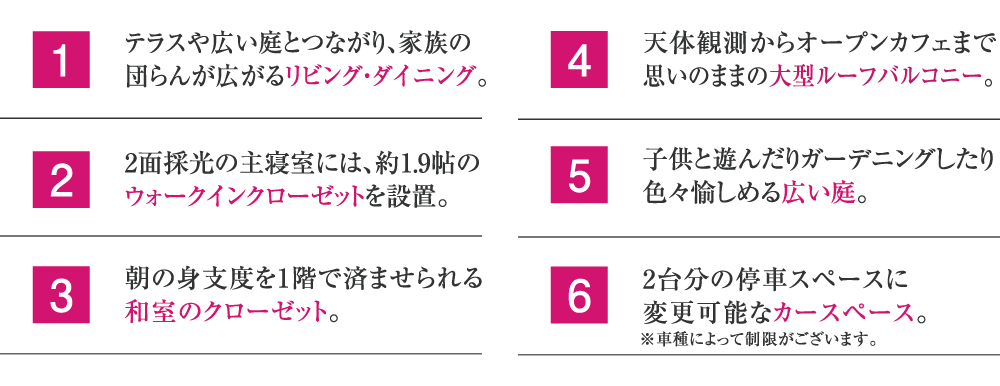 1
テラスや広い庭とつながり、家族の
団らんが広がるリビング・ダイニング。
2
2面採光の主寝室には、約1.9帖の
ウォークインクローゼットを設置。
3
朝の身支度を1階で済ませられる
和室のクローゼット。
4
天体観測からオープンカフェまで
思いのままの大型ルーフバルコニー。
5
子供と遊んだりガーデニングしたり
色々愉しめる広い庭。
6
2台分の停車スペースに
変更可能なカースペース。
※車種によって制限がございます。